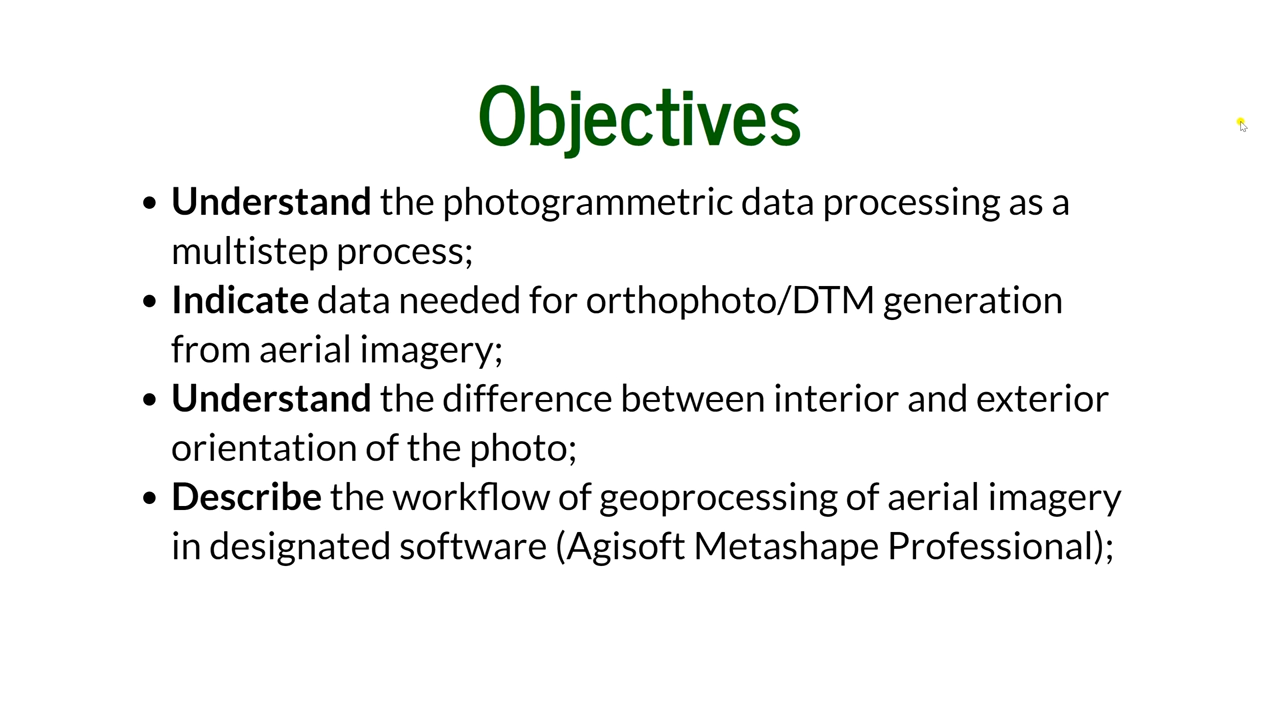 Objectives
• Understand the photogrammetric data processing as a
multistep process;
• Indicate data needed for orthophoto/DTM generation
from aerial imagery;
• Understand the difference between interior and exterior
orientation of the photo;
• Describe the workflow of geoprocessing of aerial imagery
in designated software (Agisoft Metashape Professional);